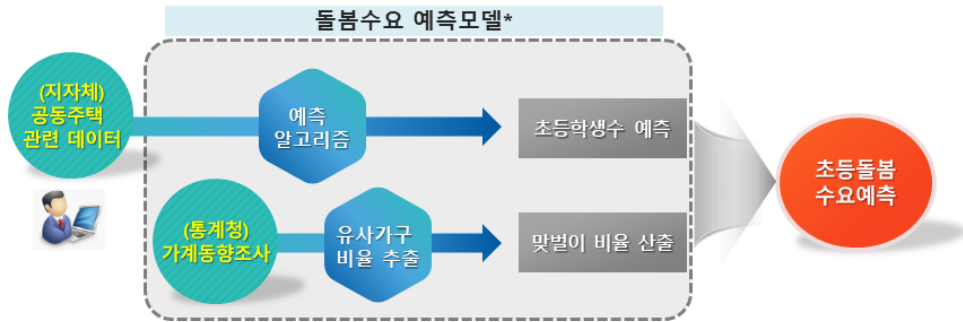 돌봄수요 예측모델*
(지자체)
공동주택
관련 데이터
예측
알고리즘
초등학생수 예측
(통계청)
가계동향조사
유사가구
비율 추출
맞벌이 비율 산출
초등돌봄
수요예측